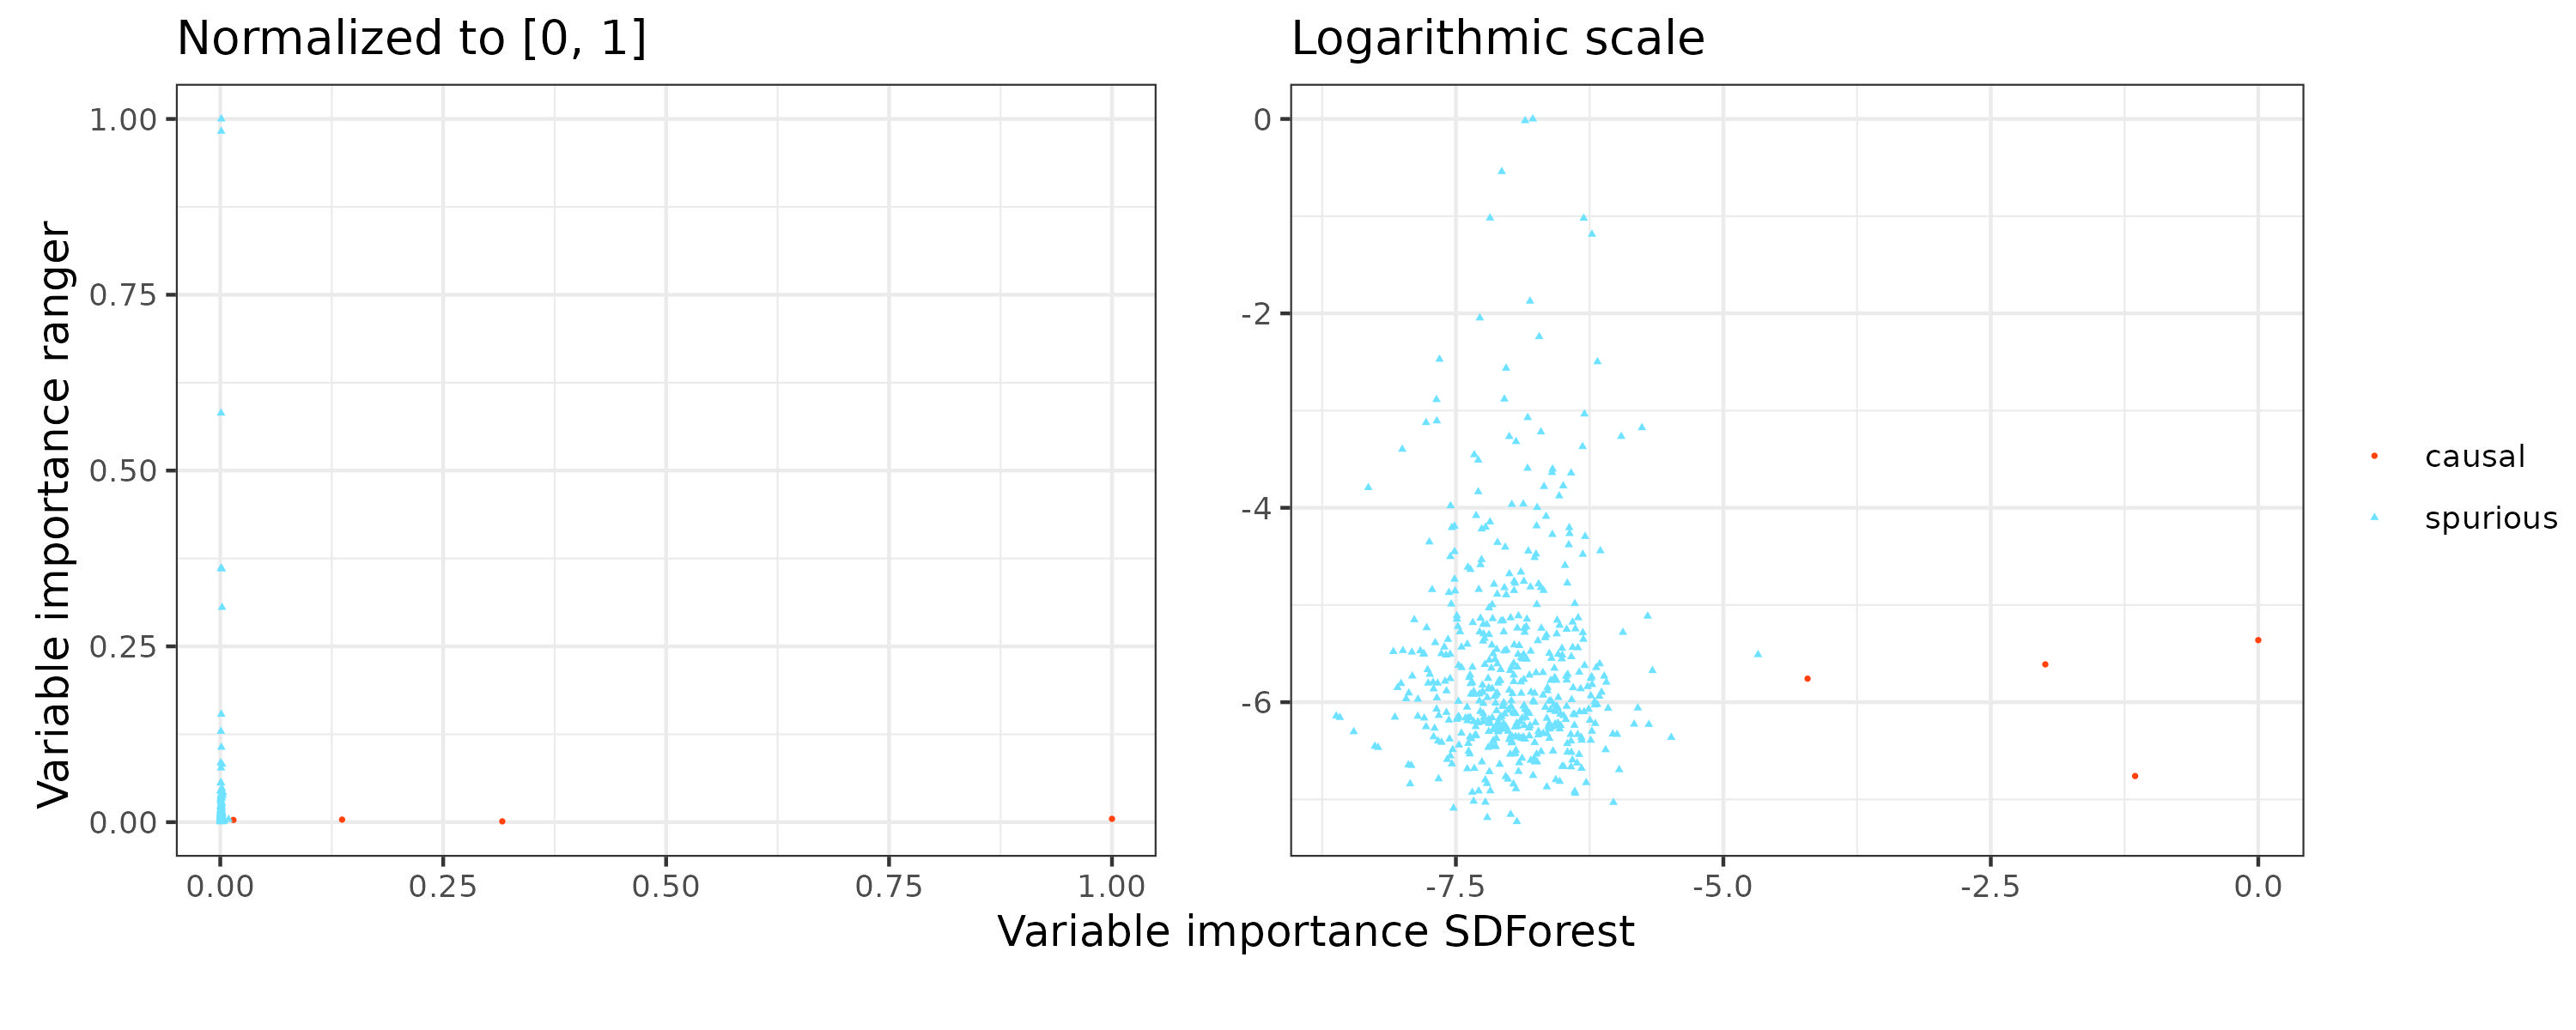 Normalized to [0, 1]
Logarithmic scale
Variable importance ranger
1.00
0.75
0.50
0.25
0.00
0.00 0.25 0.50 0.75 1.00
0
-2
-4
-6
-7.5 -5.0 -2.5 0.0
Variable importance SDForest
causal
spurious